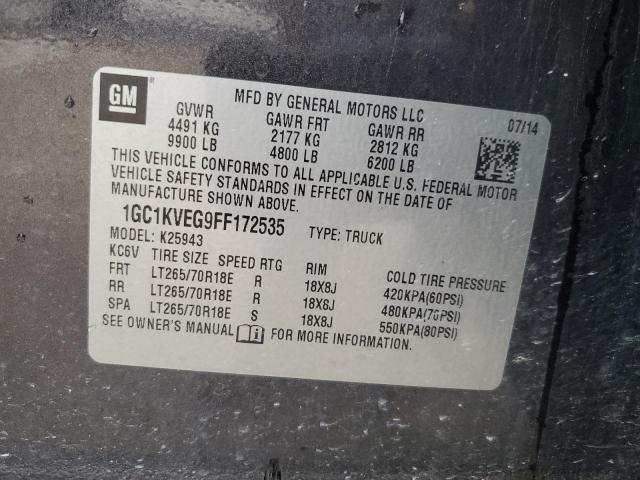 GM
MFD BY GENERAL MOTORS LLC
07/14
GVWR GAWR FRT GAWR RR
4491 KG 2177 KG 2812 KG
9900 LB 4800 LB 6200 LB
THIS VEHICLE CONFORMS TO ALL APPLICABLE U.S. FEDERAL MOTOR
VEHICLE SAFETY STANDARDS IN EFFECT ON THE DATE OF
MANUFACTURE SHOWN ABOVE.
1GC1KVEG9FF172535 TYPE: TRUCK
MODEL: K25943
KC6V TIRE SIZE SPEED RTG RIM COLD TIRE PRESSURE
FRT LT265/70R18E R 18X8J 420KPA(60PSI)
RR LT265/70R18E R 18X8J 480KPA(70PSI)
SPA LT265/70R18E S 18X8J 550KPA(80PSI)
SEE OWNER'S MANUAL FOR MORE INFORMATION.